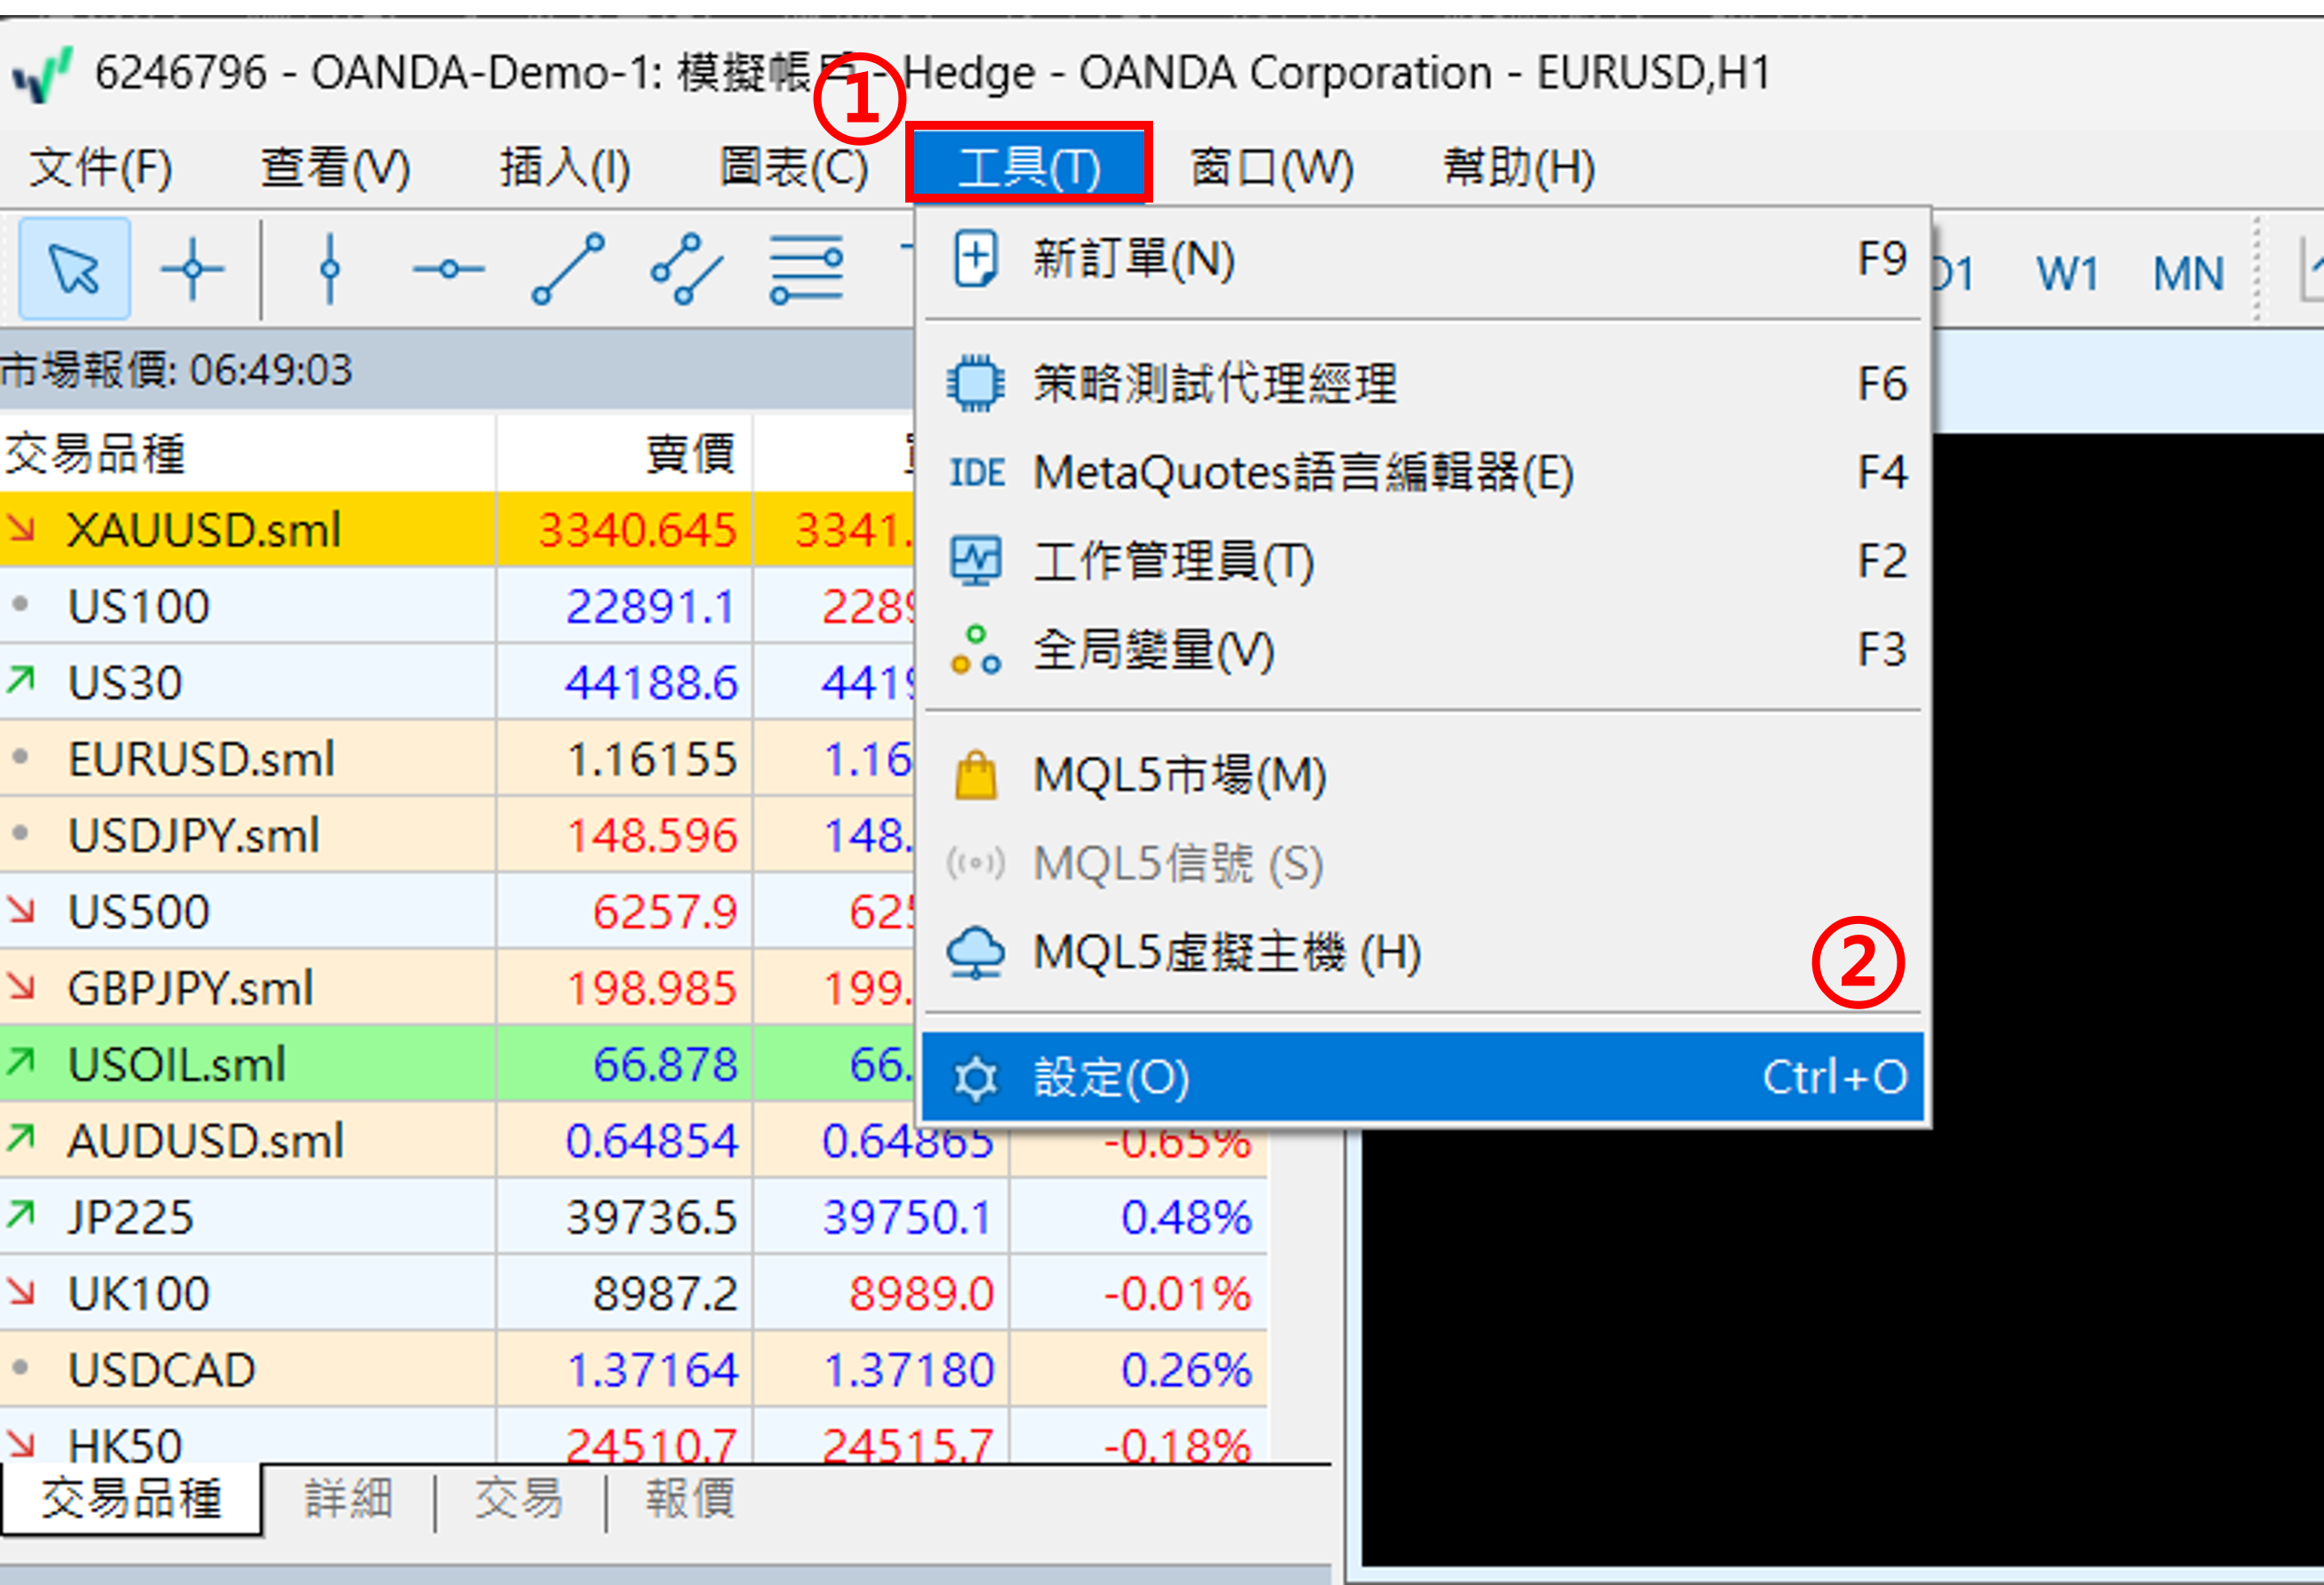 6246796 - OANDA-Demo-1: 模擬帳戶 - Hedge - OANDA Corporation - EURUSD,H1
①
文件(F) 查看(V) 插入(I) 圖表(C) 工具(T) 窗口(W) 幫助(H)
新訂單(N) F9
W1 MN
策略測試代理經理 F6
IDE MetaQuotes語言編輯器(E) F4
工作管理員(T) F2
全局變量(V) F3
MQL5市場(M)
MQL5信號 (S)
MQL5虛擬主機 (H)
②
設定(O) Ctrl+O
市場報價: 06:49:03
交易品種 賣價
XAUUSD.sml 3340.645 3341.
US100 22891.1 2289
US30 44188.6 4419
EURUSD.sml 1.16155 1.16
USDJPY.sml 148.596 148.
US500 6257.9 625
GBPJPY.sml 198.985 199.
USOIL.sml 66.878 66.
AUDUSD.sml 0.64854 0.64865 -0.65%
JP225 39736.5 39750.1 0.48%
UK100 8987.2 8989.0 -0.01%
USDCAD 1.37164 1.37180 0.26%
HK50 24510.7 24515.7 -0.18%
交易品種 詳細 交易 報價